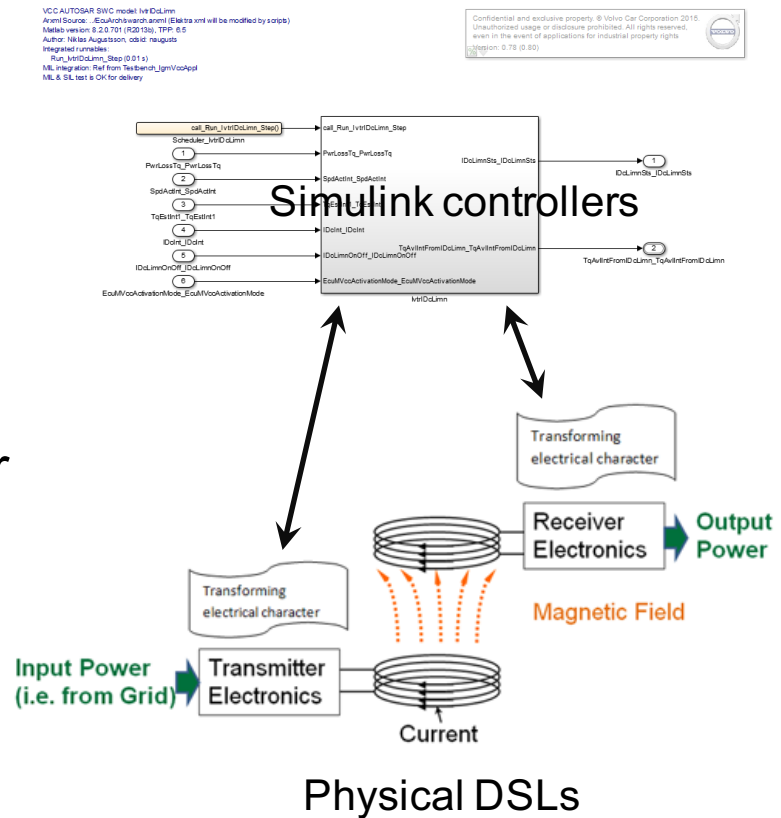 VCC AUTOSAR SWC model: IvtrIDcLimn
Arxml Source: ../EcuArch/swarch.arxml (Elektra.xml will be modified by scripts)
Matlab version: 8.2.0.701 (R2013b), TPP: 6.5
Author: Niklas Augustsson, cdsid: naugusts
Integrated runnables:
Run_IvtrIDcLimn_Step (0.01 s)
MIL integration: Ref from Testbench_IgmVccAppl
MIL & SIL test is OK for delivery
Confidential and exclusive property. © Volvo Car Corporation 2015.
Unauthorized usage or disclosure prohibited. All rights reserved,
even in the event of applications for industrial property rights
Version: 0.78 (0.80)
VOLVO
call_Run_IvtrIDcLimn_Step()
Scheduler_IvtrIDcLimn
1
PwrLossTq_PwrLossTq
2
SpdActInt_SpdActInt
3
TqEstInt1_TqEstInt1
4
IDcInt_IDcInt
5
IDcLimnOnOff_IDcLimnOnOff
6
EcuMVccActivationMode_EcuMVccActivationMode
call_Run_IvtrIDcLimn_Step
PwrLossTq_PwrLossTq
SpdActInt_SpdActInt
TqEstInt1_TqEstInt1
IDcInt_IDcInt
IDcLimnOnOff_IDcLimnOnOff
EcuMVccActivationMode_EcuMVccActivationMode
IDcLimnSts_IDcLimnSts
TqAvlIntFromIDcLimn_TqAvlIntFromIDcLimn
IvtrIDcLimn
1
IDcLimnSts_IDcLimnSts
2
TqAvlIntFromIDcLimn_TqAvlIntFromIDcLimn
Simulink controllers
r
Transforming
electrical character
Receiver
Electronics
Output
Power
Transforming
electrical character
Magnetic Field
Input Power
(i.e. from Grid)
Transmitter
Electronics
Current
Physical DSLs